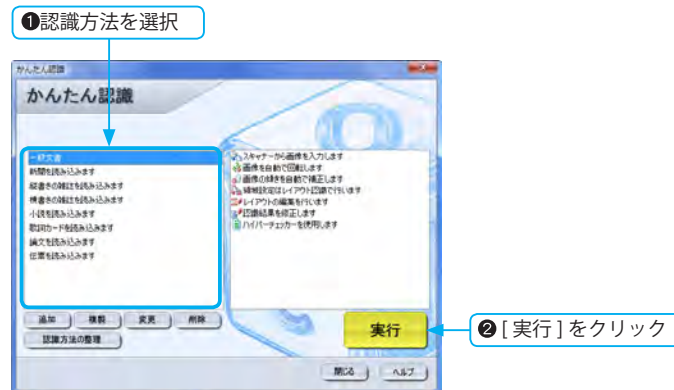 ❶認識方法を選択
かんたん認識
かんたん認識
一般文書
新聞を読み込みます
縦書きの雑誌を読み込みます
横書きの雑誌を読み込みます
小説を読み込みます
歌詞カードを読み込みます
論文を読み込みます
伝票を読み込みます
スキャナーから画像を入力します
画像を自動で回転します
画像の傾きを自動で補正します
領域設定はレイアウト認識で行います
レイアウトの編集を行います
認識結果を修正します
ハイパーチェッカーを使用します
追加 複製 変更 削除
認識方法の整理
実行
❷ [ 実行 ] をクリック
閉じる ヘルプ